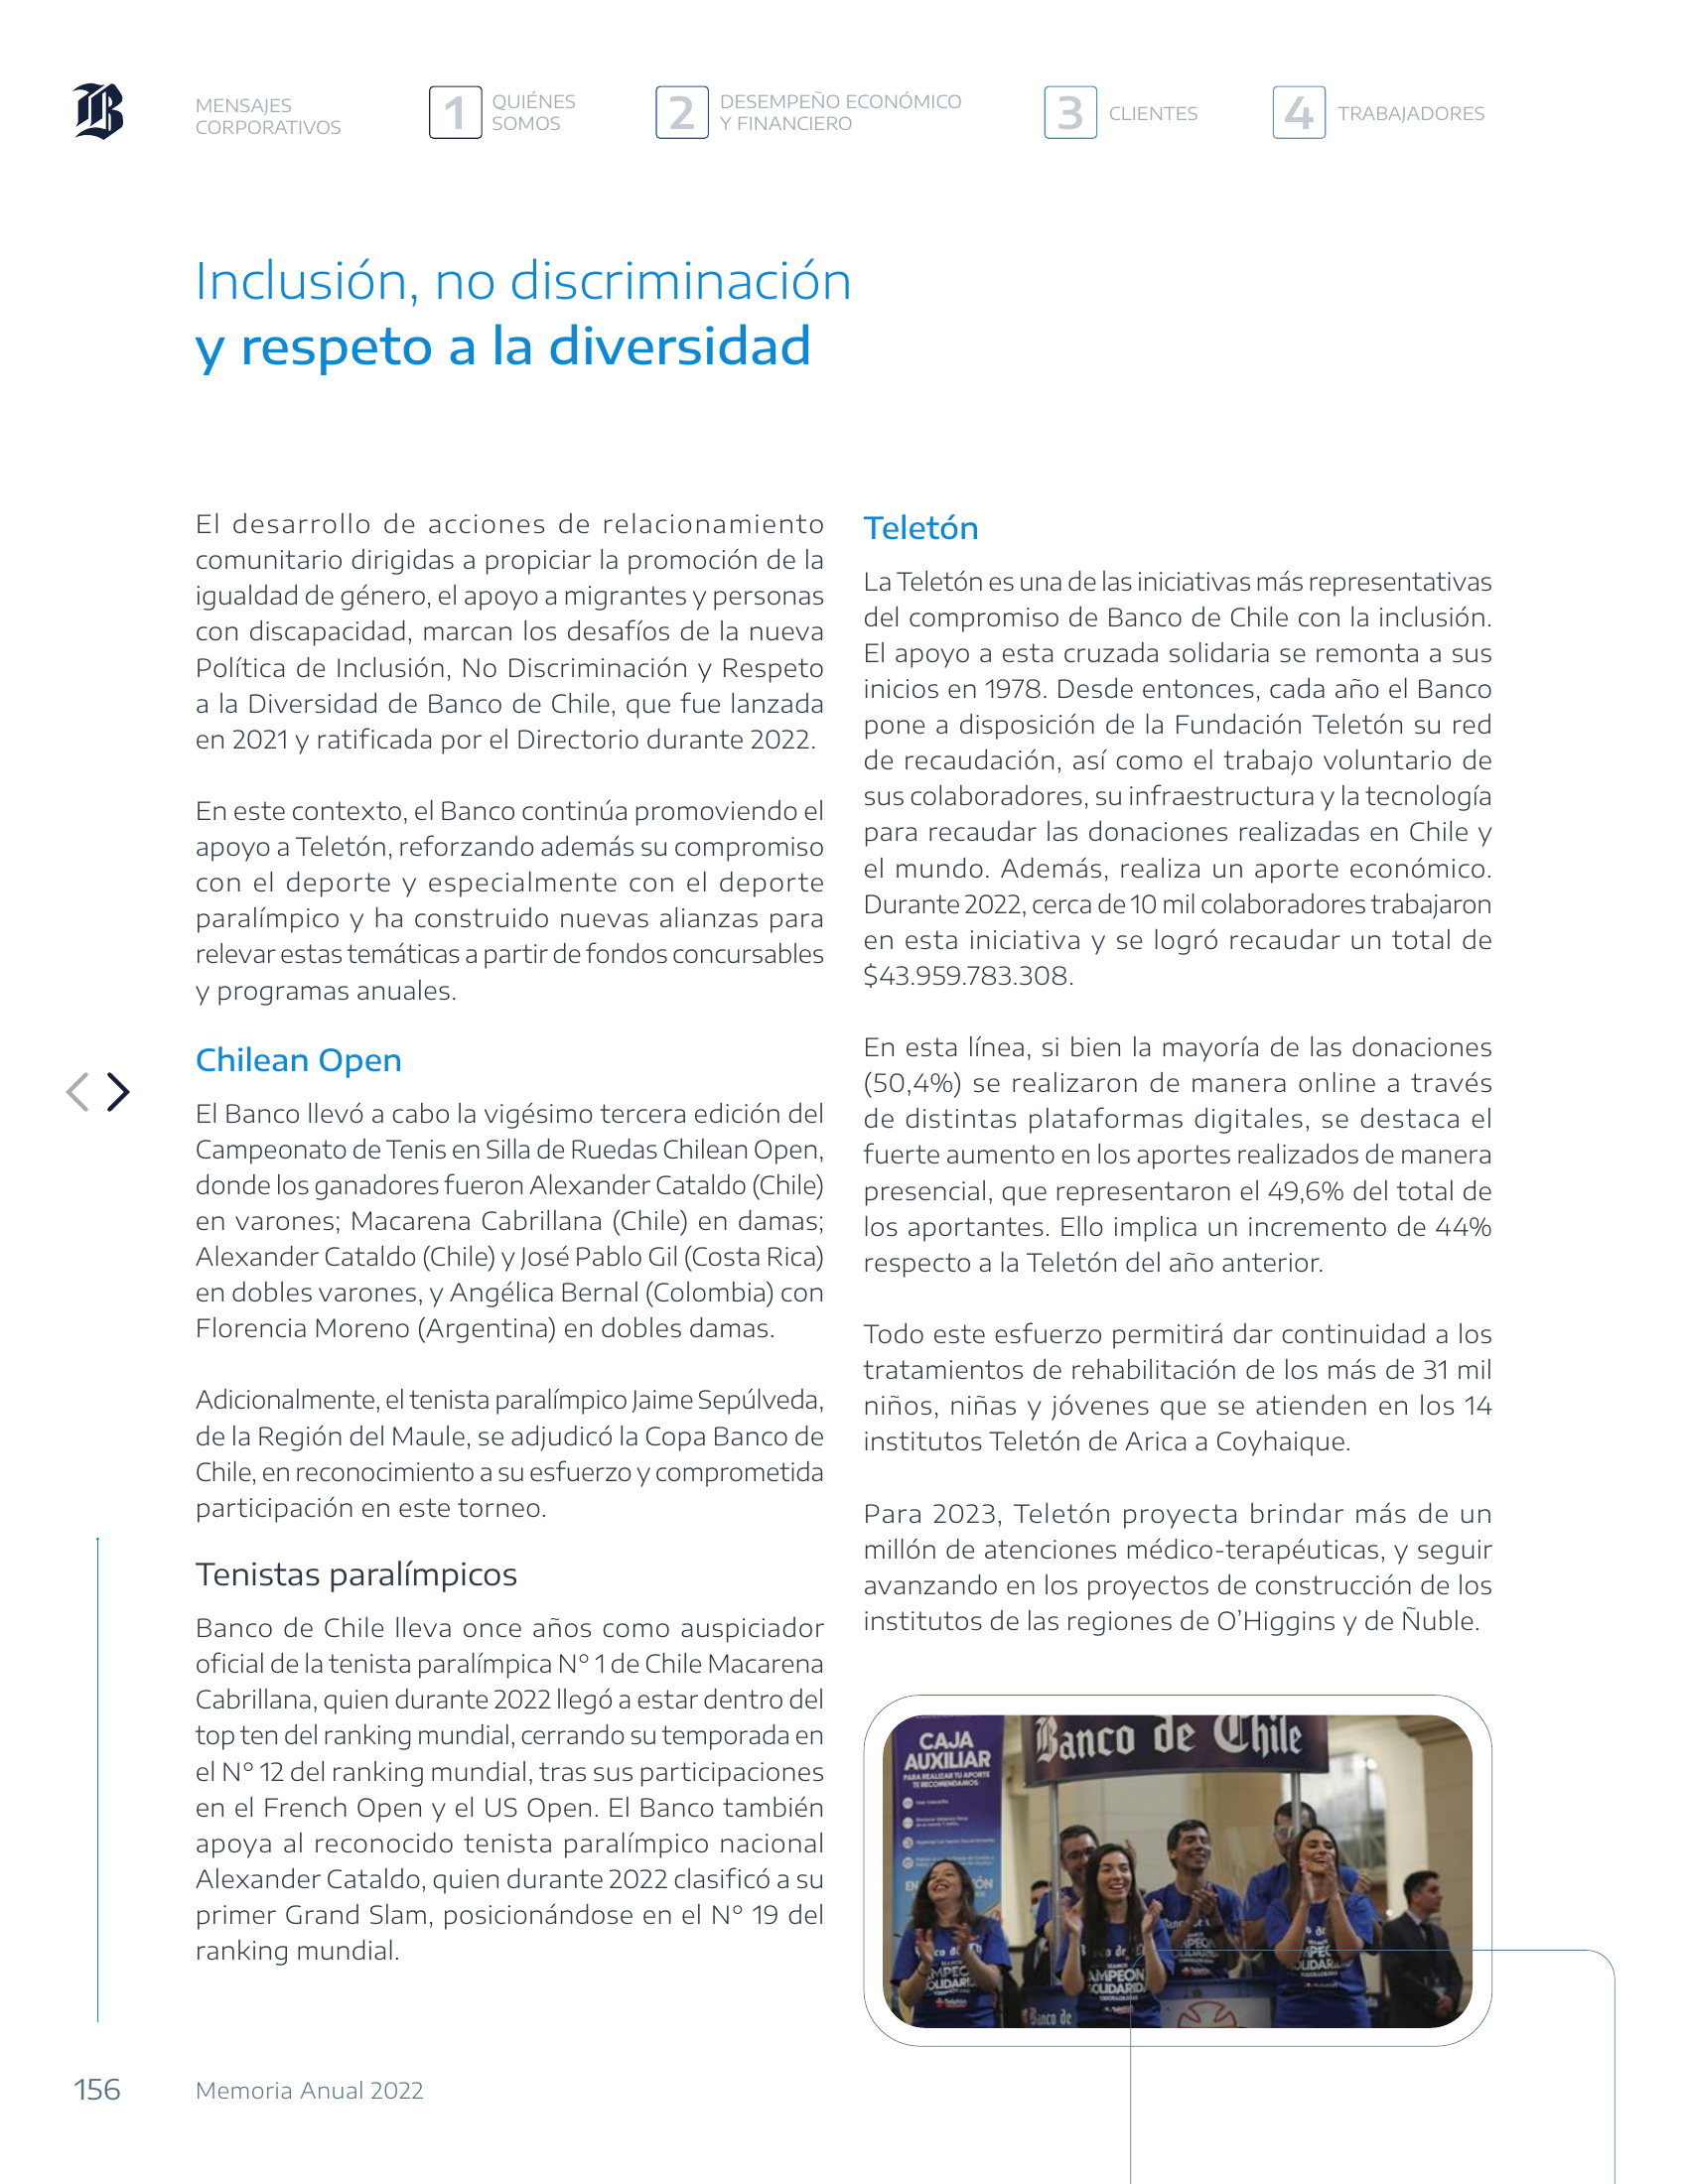 B
MENSAJES
CORPORATIVOS
1
QUIÉNES
SOMOS
2
DESEMPEÑO ECONÓMICO
Y FINANCIERO
3
CLIENTES
4
TRABAJADORES
Inclusión, no discriminación
y respeto a la diversidad
El desarrollo de acciones de relacionamiento
comunitario dirigidas a propiciar la promoción de la
igualdad de género, el apoyo a migrantes y personas
con discapacidad, marcan los desafíos de la nueva
Política de Inclusión, No Discriminación y Respeto
a la Diversidad de Banco de Chile, que fue lanzada
en 2021 y ratificada por el Directorio durante 2022.
En este contexto, el Banco continúa promoviendo el
apoyo a Teletón, reforzando además su compromiso
con el deporte y especialmente con el deporte
paralímpico y ha construido nuevas alianzas para
relevar estas temáticas a partir de fondos concursables
y programas anuales.
Chilean Open
El Banco llevó a cabo la vigésimo tercera edición del
Campeonato de Tenis en Silla de Ruedas Chilean Open,
donde los ganadores fueron Alexander Cataldo (Chile)
en varones; Macarena Cabrillana (Chile) en damas;
Alexander Cataldo (Chile) y José Pablo Gil (Costa Rica)
en dobles varones, y Angélica Bernal (Colombia) con
Florencia Moreno (Argentina) en dobles damas.
Adicionalmente, el tenista paralímpico Jaime Sepúlveda,
de la Región del Maule, se adjudicó la Copa Banco de
Chile, en reconocimiento a su esfuerzo y comprometida
participación en este torneo.
Tenistas paralímpicos
Banco de Chile lleva once años como auspiciador
oficial de la tenista paralímpica N° 1 de Chile Macarena
Cabrillana, quien durante 2022 llegó a estar dentro del
top ten del ranking mundial, cerrando su temporada en
el N° 12 del ranking mundial, tras sus participaciones
en el French Open y el US Open. El Banco también
apoya al reconocido tenista paralímpico nacional
Alexander Cataldo, quien durante 2022 clasificó a su
primer Grand Slam, posicionándose en el N° 19 del
ranking mundial.
Teletón
La Teletón es una de las iniciativas más representativas
del compromiso de Banco de Chile con la inclusión.
El apoyo a esta cruzada solidaria se remonta a sus
inicios en 1978. Desde entonces, cada año el Banco
pone a disposición de la Fundación Teletón su red
de recaudación, así como el trabajo voluntario de
sus colaboradores, su infraestructura y la tecnología
para recaudar las donaciones realizadas en Chile y
el mundo. Además, realiza un aporte económico.
Durante 2022, cerca de 10 mil colaboradores trabajaron
en esta iniciativa y se logró recaudar un total de
$43.959.783.308.
En esta línea, si bien la mayoría de las donaciones
(50,4%) se realizaron de manera online a través
de distintas plataformas digitales, se destaca el
fuerte aumento en los aportes realizados de manera
presencial, que representaron el 49,6% del total de
los aportantes. Ello implica un incremento de 44%
respecto a la Teletón del año anterior.
Todo este esfuerzo permitirá dar continuidad a los
tratamientos de rehabilitación de los más de 31 mil
niños, niñas y jóvenes que se atienden en los 14
institutos Teletón de Arica a Coyhaique.
Para 2023, Teletón proyecta brindar más de un
millón de atenciones médico-terapéuticas, y seguir
avanzando en los proyectos de construcción de los
institutos de las regiones de O'Higgins y de Ñuble.
CAJA
AUXILIAR
PARA REALIZAR TU APORTE
TE RECOMENDAMOS
Banco de Chile
Banco de
156
Memoria Anual 2022